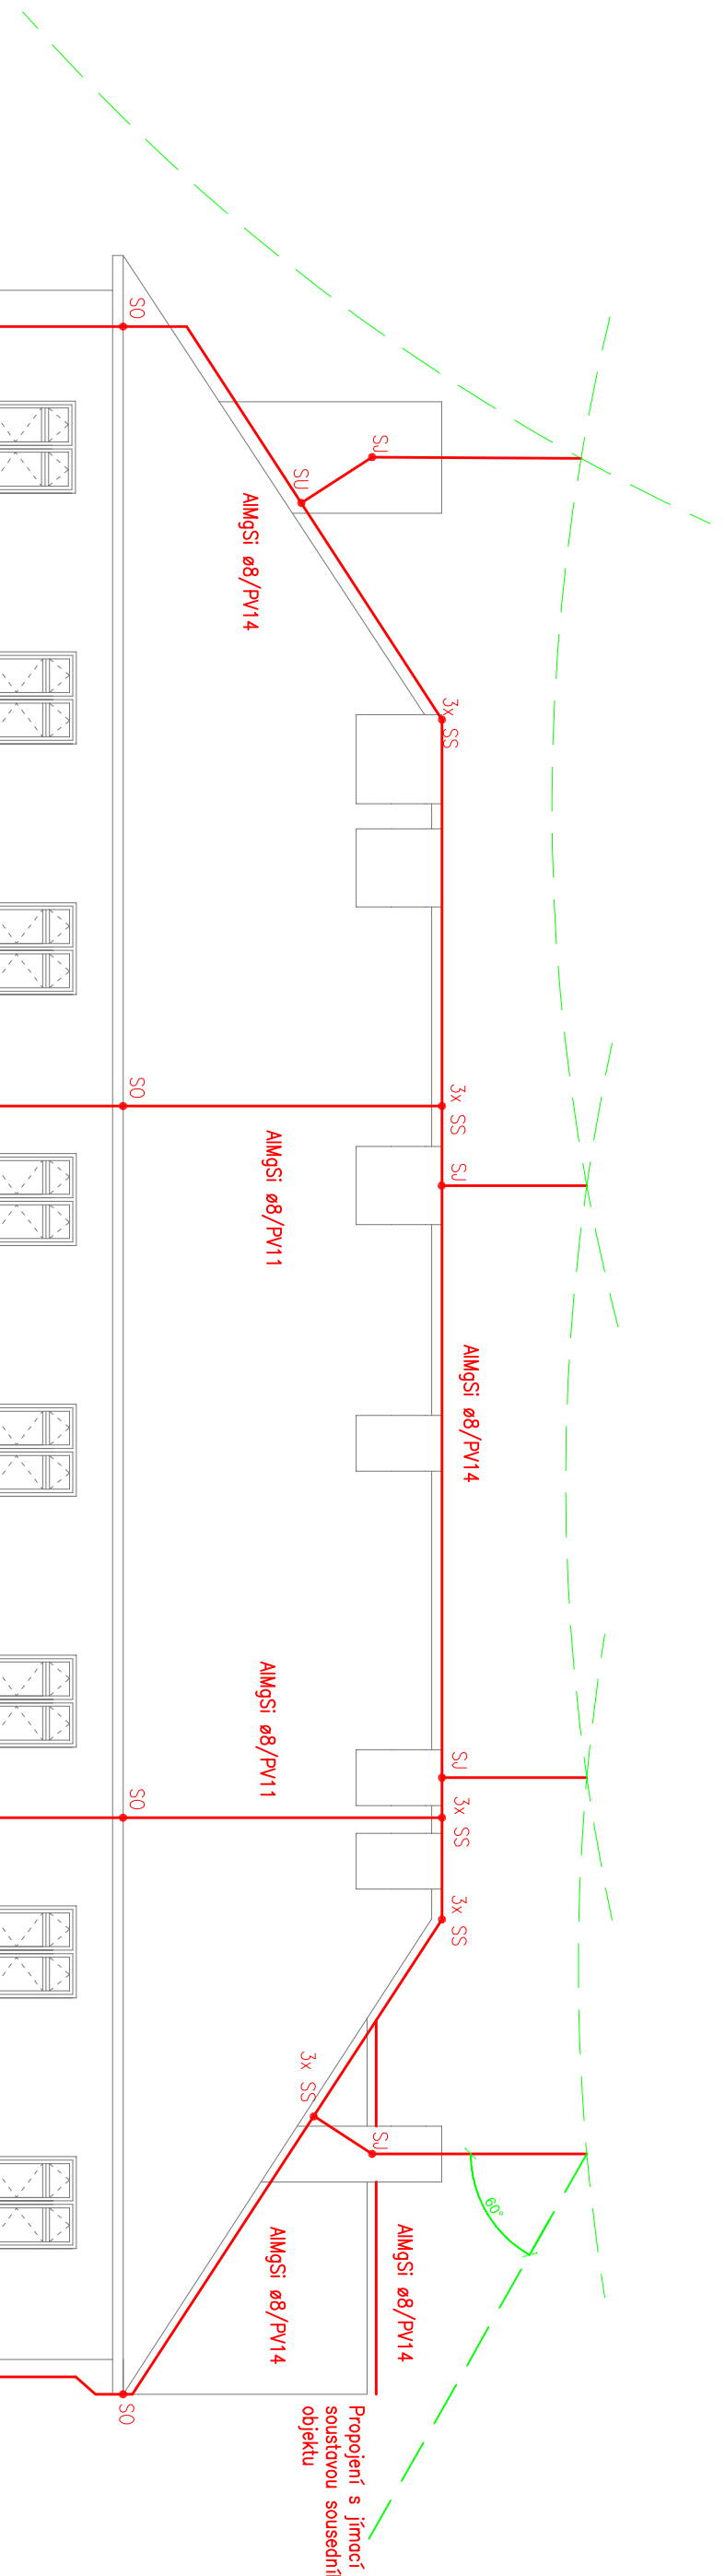 SO
SJ
SU
AlMgSi ø8/PV14
3x SS
SO
3x SS
AlMgSi ø8/PV11
SJ
AlMgSi ø8/PV14
AlMgSi ø8/PV11
SJ
SO
3x SS
3x SS
3x SS
SJ
60°
AlMgSi ø8/PV14
AlMgSi ø8/PV14
SO
Propojení s jímací
soustavou sousední
objektu